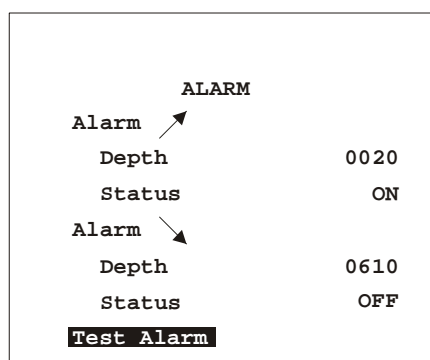 ALARM
Alarm
Depth 0020
Status ON
Alarm
Depth 0610
Status OFF
Test Alarm